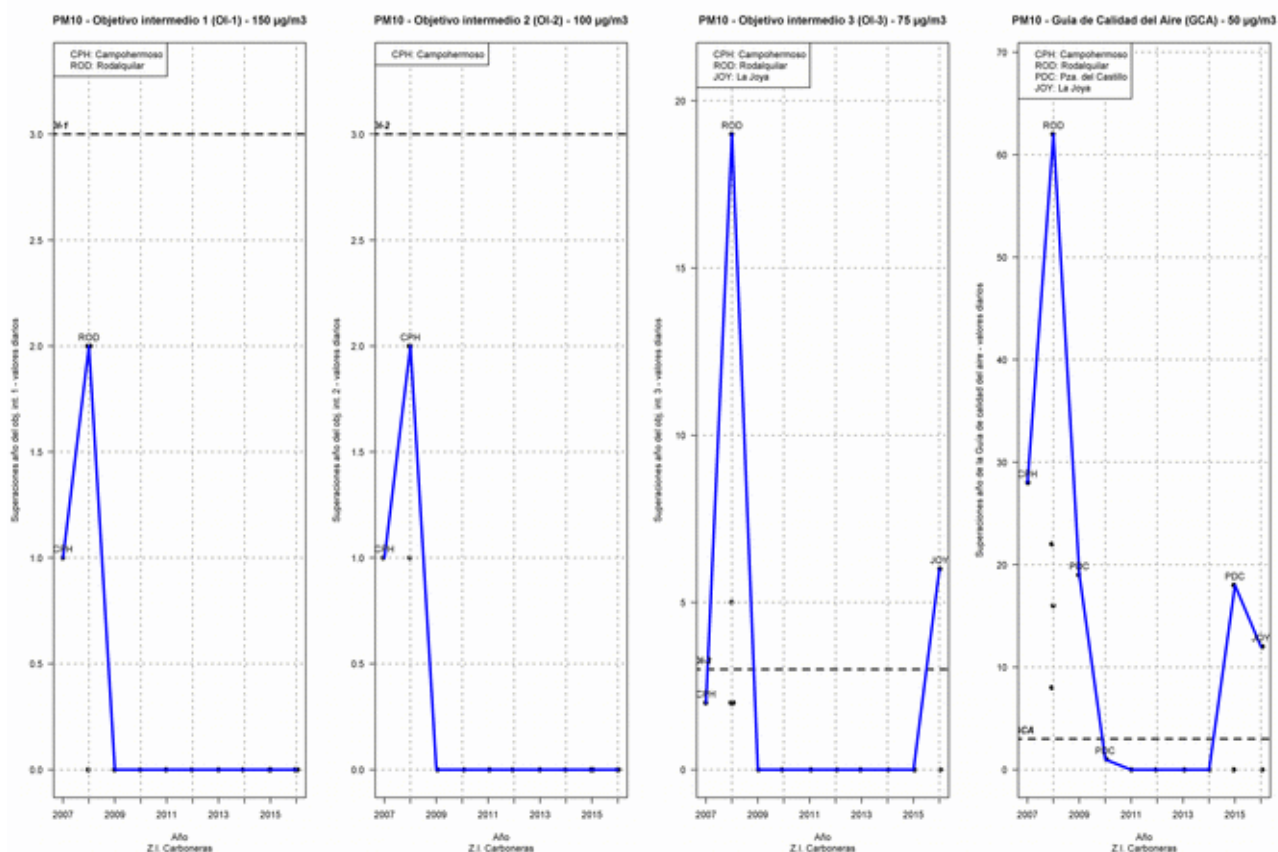 PM10 - Objetivo intermedio 1 (OI-1) - 150 µg/m3
CPH: Campohermoso
ROD: Rodalquilar
OI-1
3.0
2.5
2.0
1.5
1.0
0.5
0.0
ROD
CPH
Superaciones año del obj. int. 1 - valores diarios
2007 2009 2011 2013 2015
Año
Z.I. Carboneras
PM10 - Objetivo intermedio 2 (OI-2) - 100 µg/m3
CPH: Campohermoso
OI-2
3.0
2.5
2.0
1.5
1.0
0.5
0.0
CPH
CPH
Superaciones año del obj. int. 2 - valores diarios
2007 2009 2011 2013 2015
Año
Z.I. Carboneras
PM10 - Objetivo intermedio 3 (OI-3) - 75 µg/m3
CPH: Campohermoso
ROD: Rodalquilar
JOY: La Joya
20
15
10
5
0
ROD
JOY
OI-3
CPH
Superaciones año del obj. int. 3 - valores diarios
2007 2009 2011 2013 2015
Año
Z.I. Carboneras
PM10 - Guía de Calidad del Aire (GCA) - 50 µg/m3
CPH: Campohermoso
ROD: Rodalquilar
PDC: Pza. del Castillo
JOY: La Joya
70
60
50
40
30
20
10
0
ROD
CPH
PDC
PDC
JOY
GCA
PDC
Superaciones año de la Guía de calidad del aire - valores diarios
2007 2009 2011 2013 2015
Año
Z.I. Carboneras